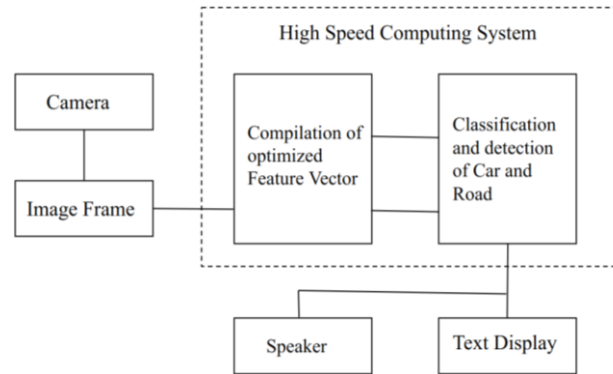 High Speed Computing System
Camera
Image Frame
Compilation of
optimized
Feature Vector
Classification
and detection
of Car and
Road
Speaker
Text Display